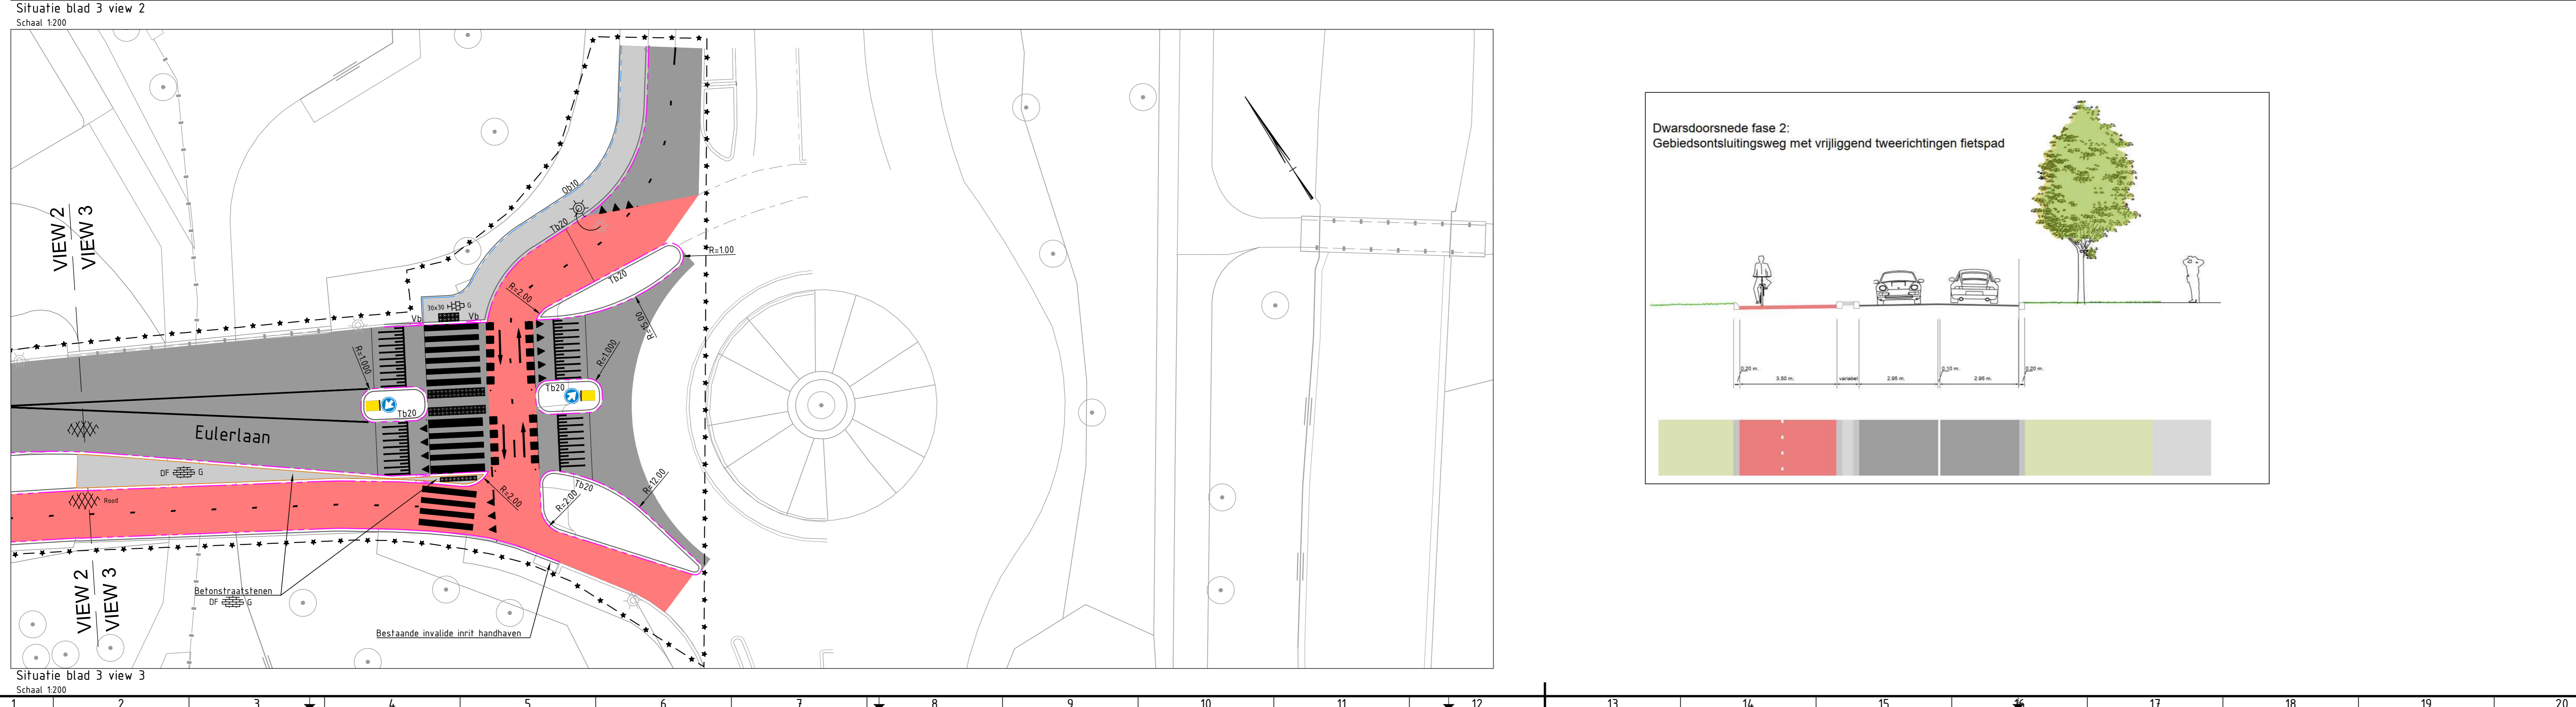 Situatie blad 3 view 2
Schaal 1:200
VIEW 2
VIEW 3
Ob10
Tb20
R=1.00
Tb20
R=2.00
R=15.00
30x30 G
Vb
Vb
R=1.000
R=1.000
Tb20
Tb20
Eulerlaan
DF G
Rood
R=2.00
Tb20
R=2.00
R=12.00
VIEW 2
VIEW 3
Betonstraatstenen
DF G
Bestaande invalide inrit handhaven
Situatie blad 3 view 3
Schaal 1:200
Dwarsdoorsnede fase 2:
Gebiedsontsluitingsweg met vrijliggend tweerichtingen fietspad
0.20 m.
3.50 m.
variabel
2.95 m.
0.10 m.
2.95 m.
0.20 m.
1 2 3 4 5 6 7 8 9 10 11 12 13 14 15 16 17 18 19 20